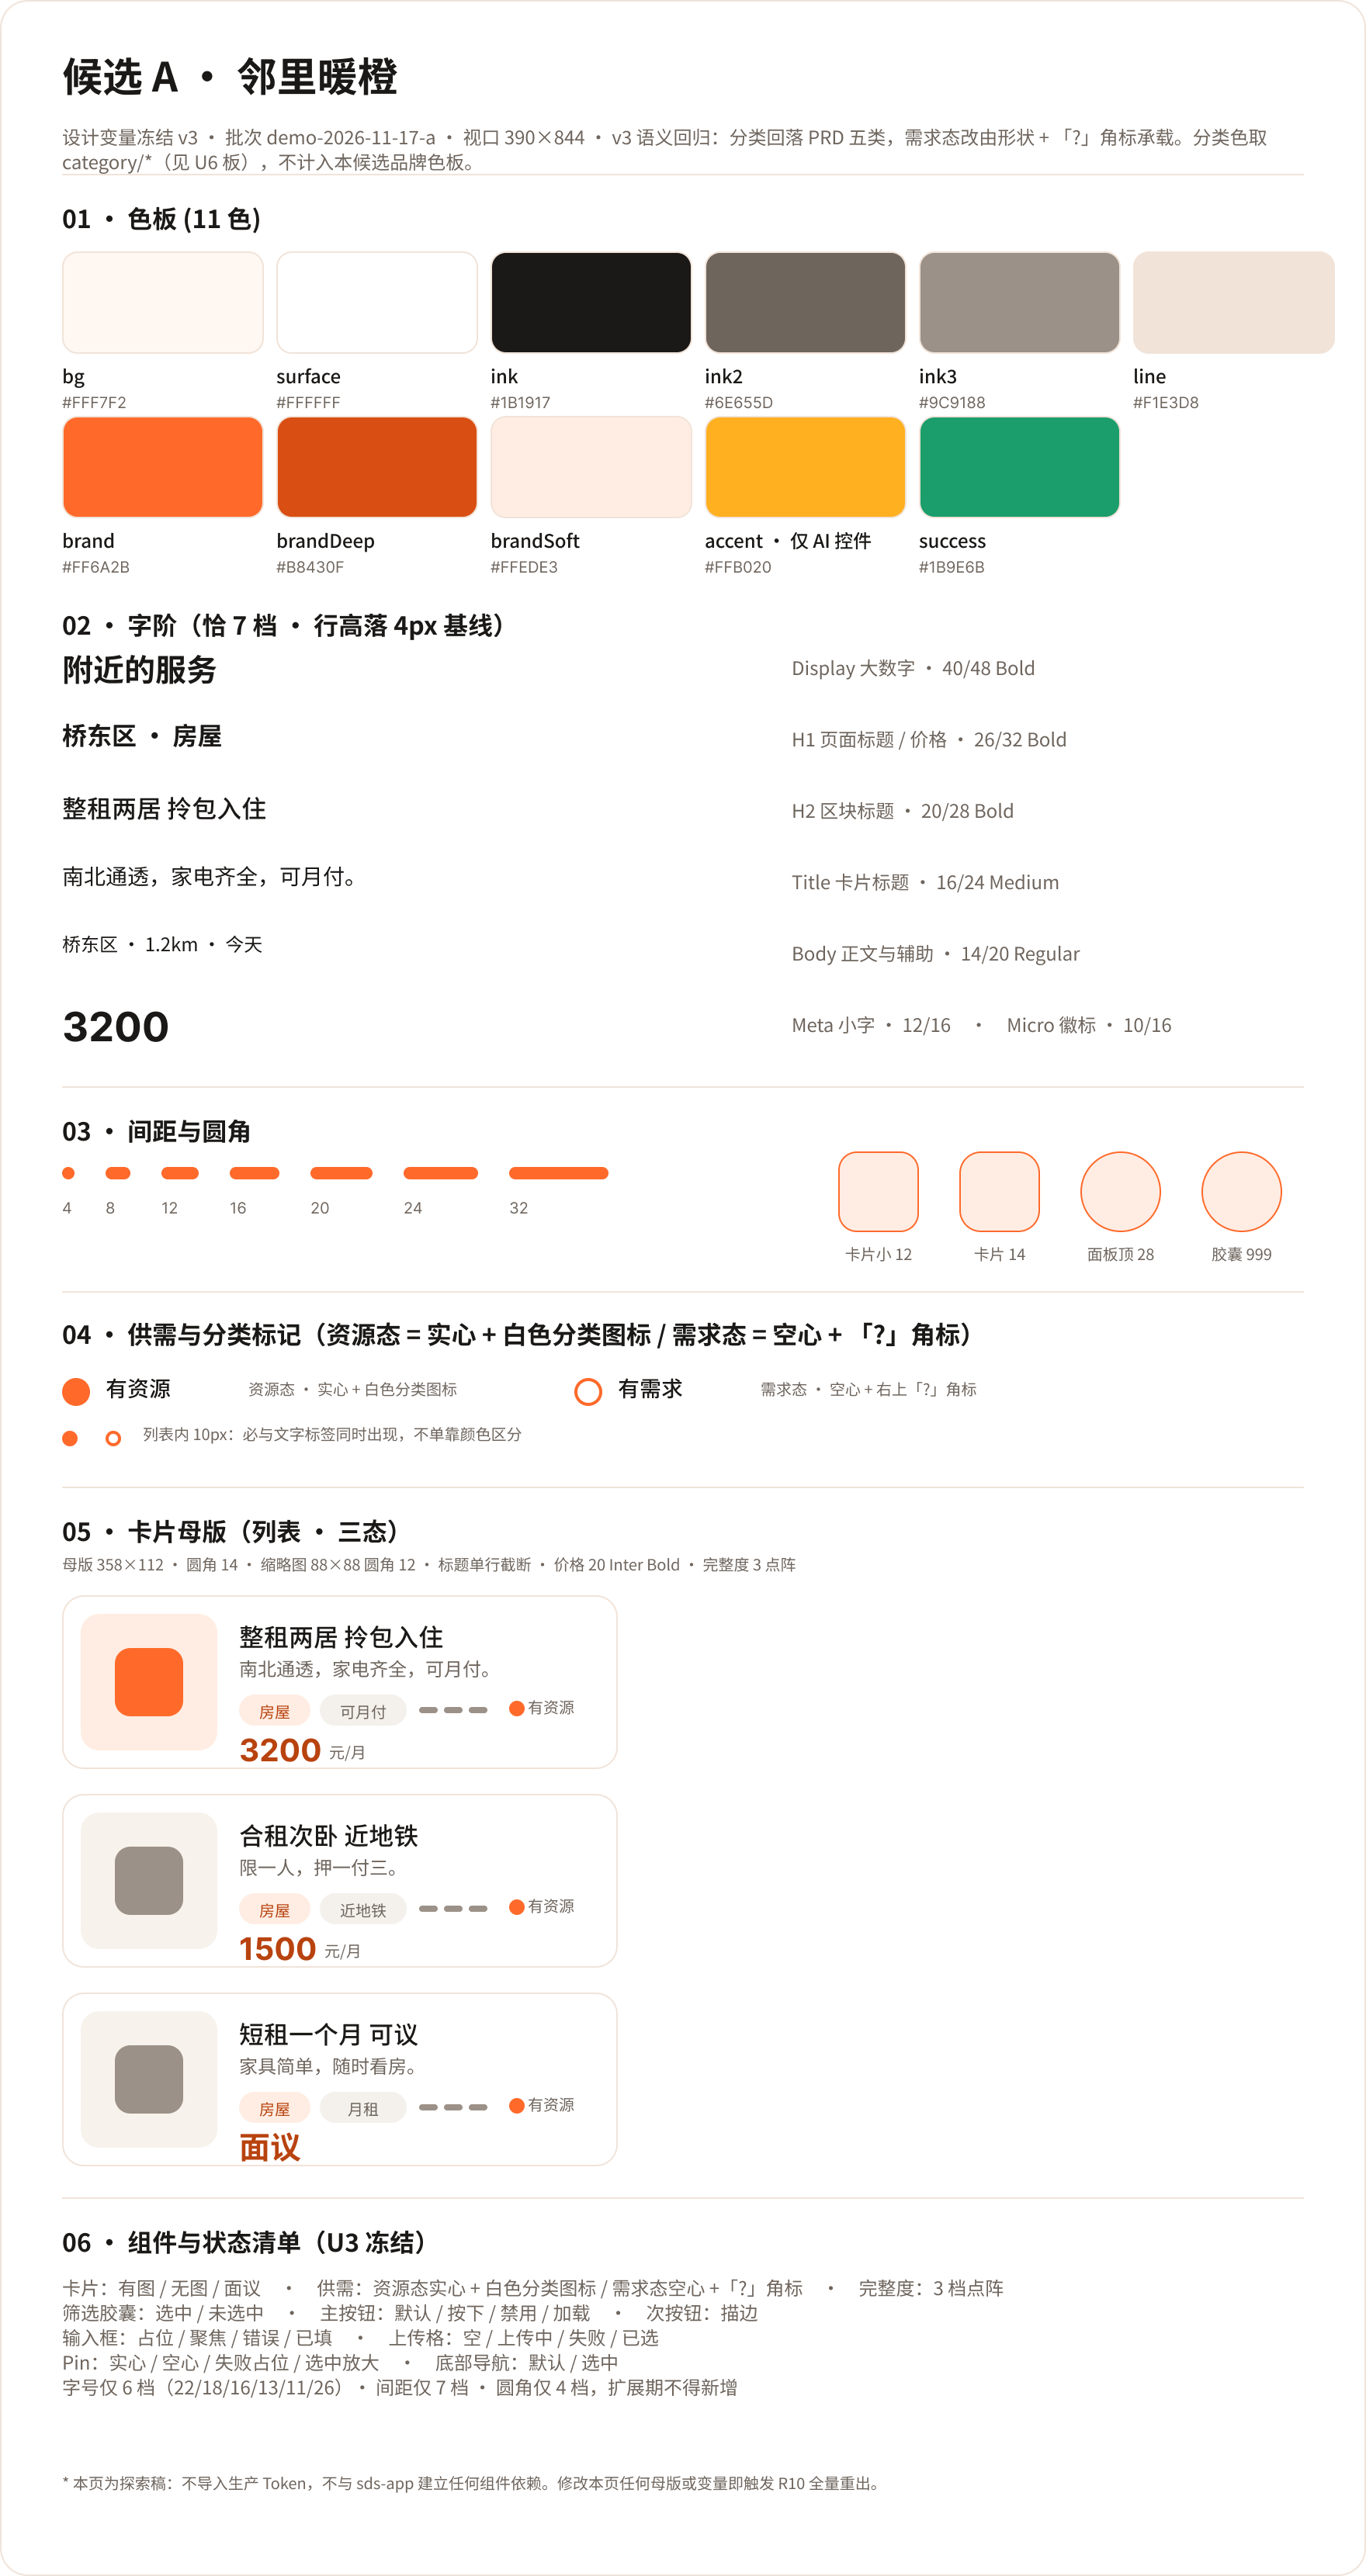 候选 A · 邻里暖橙
设计变量冻结 v3 · 批次 demo-2026-11-17-a · 视口 390×844 · v3 语义回归：分类回落 PRD 五类，需求态改由形状 + 「?」角标承载。分类色取
category/*（见 U6 板），不计入本候选品牌色板。
01 · 色板 (11 色)
bg
#FFF7F2
surface
#FFFFFF
ink
#1B1917
ink2
#6E655D
ink3
#9C9188
line
#F1E3D8
brand
#FF6A2B
brandDeep
#B8430F
brandSoft
#FFEDE3
accent · 仅 AI 控件
#FFB020
success
#1B9E6B
02 · 字阶（恰 7 档 · 行高落 4px 基线）
附近的服务
Display 大数字 · 40/48 Bold
桥东区 · 房屋
H1 页面标题 / 价格 · 26/32 Bold
整租两居 拎包入住
H2 区块标题 · 20/28 Bold
南北通透，家电齐全，可月付。
Title 卡片标题 · 16/24 Medium
桥东区 · 1.2km · 今天
Body 正文与辅助 · 14/20 Regular
3200
Meta 小字 · 12/16 · Micro 徽标 · 10/16
03 · 间距与圆角
4 8 12 16 20 24 32
卡片小 12
卡片 14
面板顶 28
胶囊 999
04 · 供需与分类标记（资源态 = 实心 + 白色分类图标 / 需求态 = 空心 + 「?」角标）
有资源 资源态 · 实心 + 白色分类图标
有需求 需求态 · 空心 + 右上「?」角标
列表内 10px：必与文字标签同时出现，不单靠颜色区分
05 · 卡片母版（列表 · 三态）
母版 358×112 · 圆角 14 · 缩略图 88×88 圆角 12 · 标题单行截断 · 价格 20 Inter Bold · 完整度 3 点阵
整租两居 拎包入住
南北通透，家电齐全，可月付。
房屋 可月付 有资源
3200 元/月
合租次卧 近地铁
限一人，押一付三。
房屋 近地铁 有资源
1500 元/月
短租一个月 可议
家具简单，随时看房。
房屋 月租 有资源
面议
06 · 组件与状态清单（U3 冻结）
卡片：有图 / 无图 / 面议 · 供需：资源态实心 + 白色分类图标 / 需求态空心 +「?」角标 · 完整度：3 档点阵
筛选胶囊：选中 / 未选中 · 主按钮：默认 / 按下 / 禁用 / 加载 · 次按钮：描边
输入框：占位 / 聚焦 / 错误 / 已填 · 上传格：空 / 上传中 / 失败 / 已选
Pin：实心 / 空心 / 失败占位 / 选中放大 · 底部导航：默认 / 选中
字号仅 6 档（22/18/16/13/11/26）· 间距仅 7 档 · 圆角仅 4 档，扩展期不得新增
* 本页为探索稿：不导入生产 Token，不与 sds-app 建立任何组件依赖。修改本页任何母版或变量即触发 R10 全量重出。